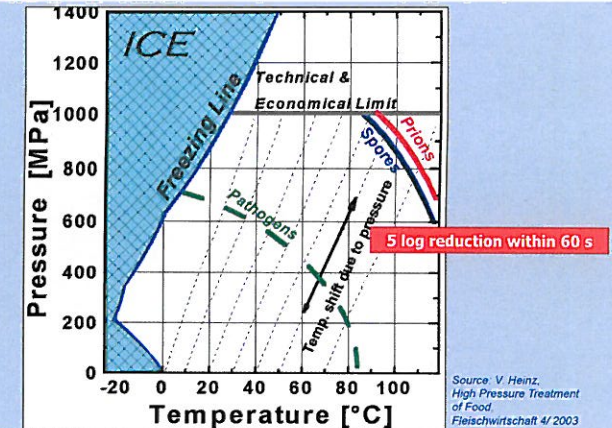 1400
1200
1000
800
600
400
200
0
Pressure [MPa]
ICE
Freezing Line
Technical &
Economical Limit
Pathogens
Spores
Prions
Temp. shift due to pressure
5 log reduction within 60 s
-20 0 20 40 60 80 100
Temperature [°C]
Source: V. Heinz,
High Pressure Treatment
of Food,
Fleischwirtschaft 4/ 2003